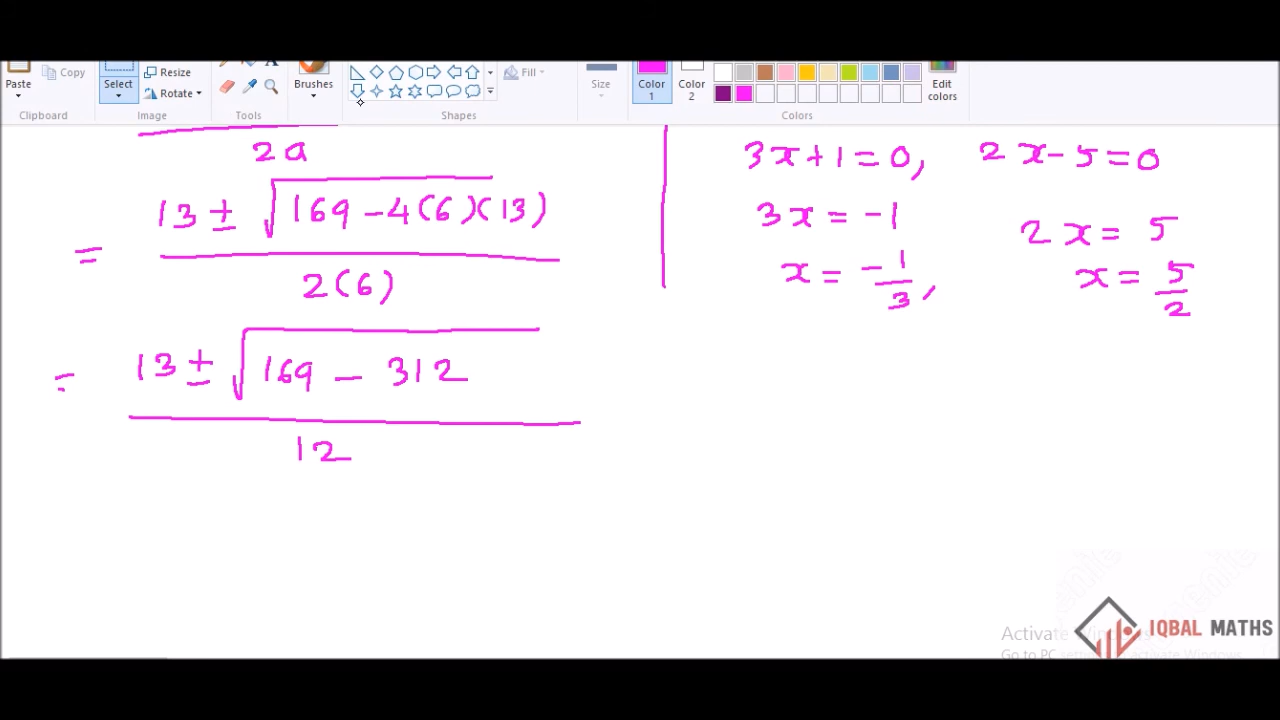 Paste Copy Select Resize Rotate Brushes Fill Size Color 1 Color 2 Edit colors
Clipboard Image Tools Shapes Colors
2a
= 13 ± √169 - 4(6)(13)
2(6)
= 13 ± √169 - 312
12
3x + 1 = 0, 2x - 5 = 0
3x = -1 2x = 5
x = -1/3, x = 5/2
Activate Windows
IQBAL MATHS